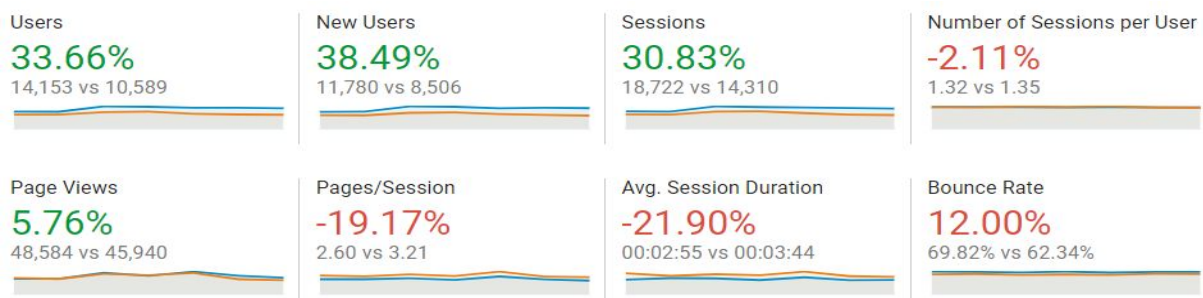 Users
33.66%
14,153 vs 10,589
New Users
38.49%
11,780 vs 8,506
Sessions
30.83%
18,722 vs 14,310
Number of Sessions per User
-2.11%
1.32 vs 1.35
Page Views
5.76%
48,584 vs 45,940
Pages/Session
-19.17%
2.60 vs 3.21
Avg. Session Duration
-21.90%
00:02:55 vs 00:03:44
Bounce Rate
12.00%
69.82% vs 62.34%